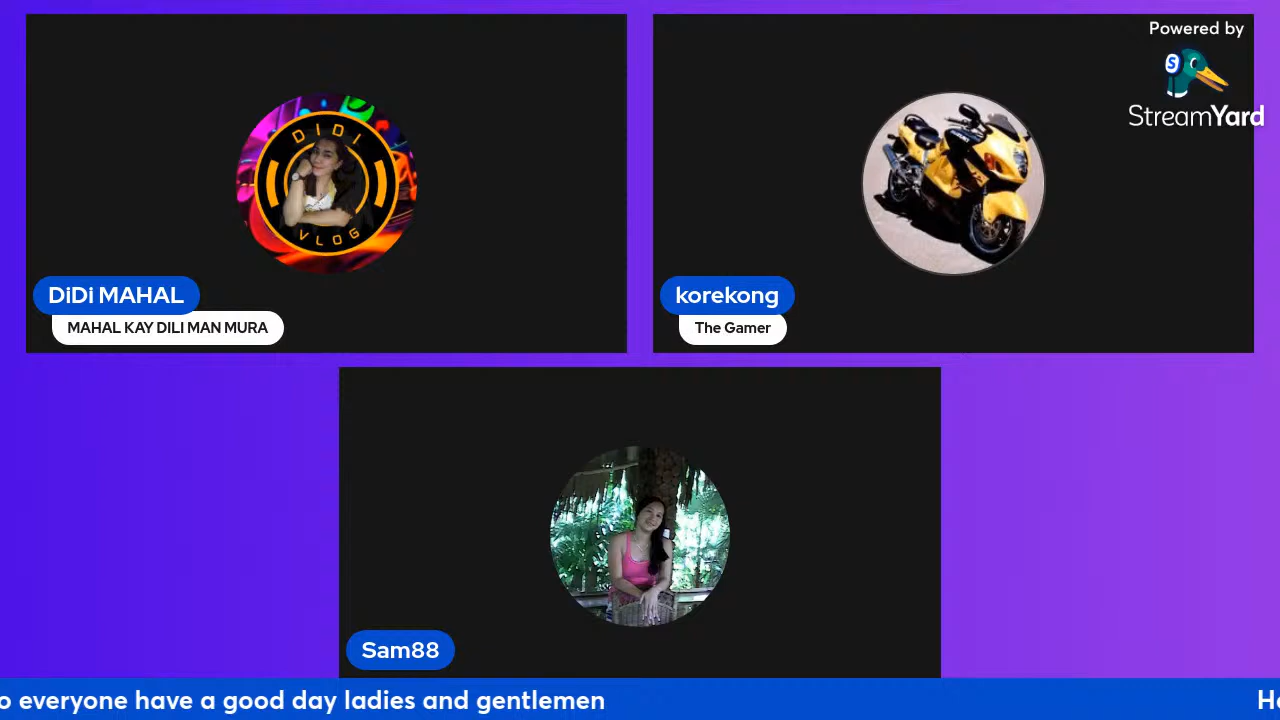 Powered by
StreamYard
DIDI
VLOG
DiDi MAHAL
MAHAL KAY DILI MAN MURA
SUZUKI
korekong
The Gamer
Sam88
o everyone have a good day ladies and gentlemen
He